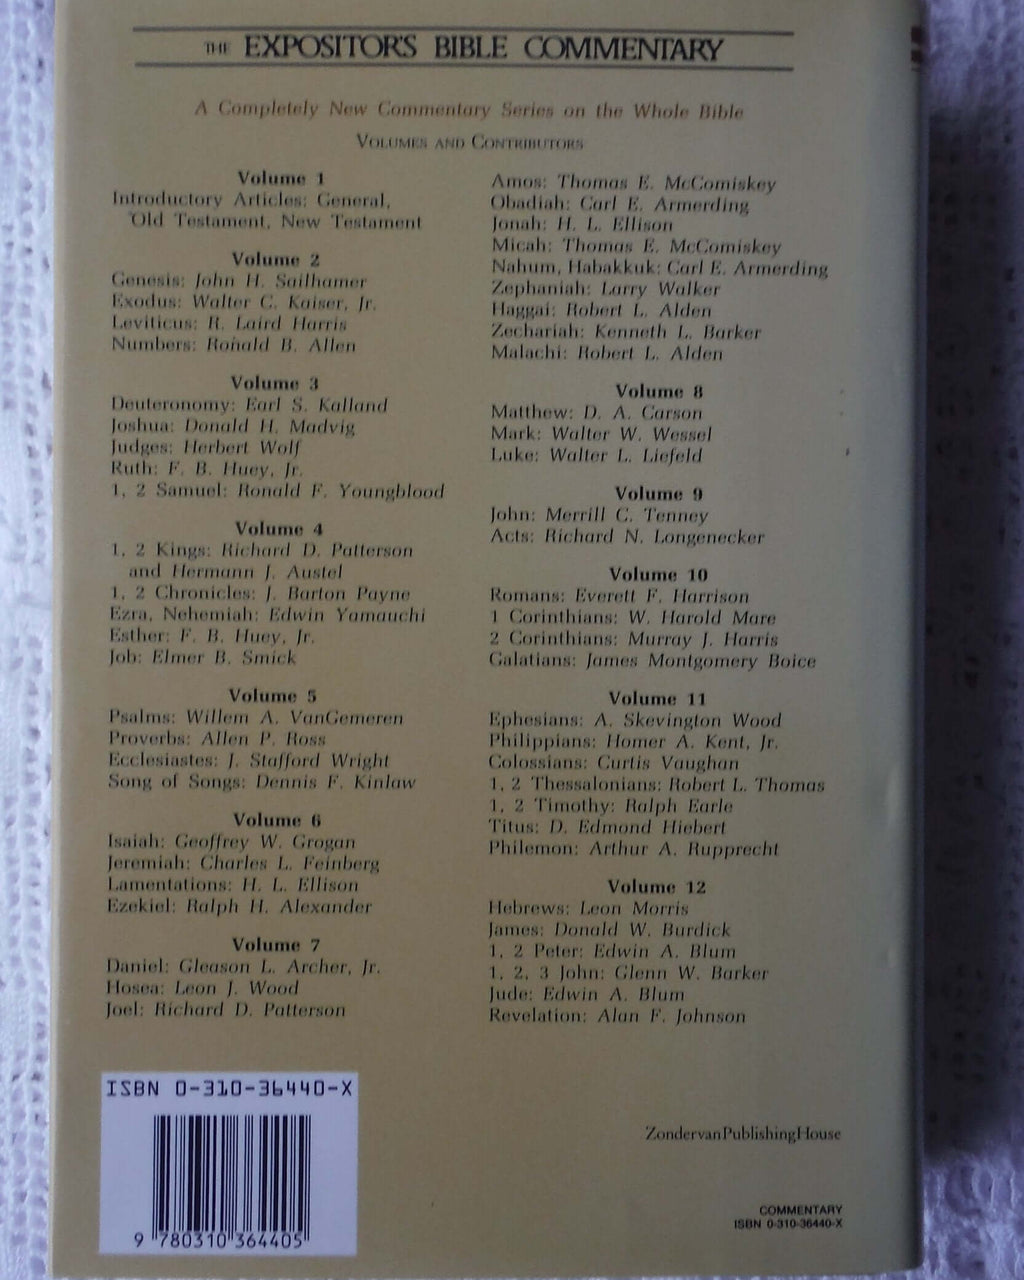 THE EXPOSITOR'S BIBLE COMMENTARY
A Completely New Commentary Series on the Whole Bible
VOLUMES AND CONTRIBUTORS
Volume 1
Introductory Articles: General,
Old Testament, New Testament
Volume 2
Genesis: John H. Sailhamer
Exodus: Walter C. Kaiser, Jr.
Leviticus: R. Laird Harris
Numbers: Ronald B. Allen
Volume 3
Deuteronomy: Earl S. Kalland
Joshua: Donald H. Madvig
Judges: Herbert Wolf
Ruth: F. B. Huey, Jr.
1, 2 Samuel: Ronald F. Youngblood
Volume 4
1, 2 Kings: Richard D. Patterson
and Hermann J. Austel
1, 2 Chronicles: J. Barton Payne
Ezra, Nehemiah: Edwin Yamauchi
Esther: F. B. Huey, Jr.
Job: Elmer B. Smick
Volume 5
Psalms: Willem A. VanGemeren
Proverbs: Allen P. Ross
Ecclesiastes: J. Stafford Wright
Song of Songs: Dennis F. Kinlaw
Volume 6
Isaiah: Geoffrey W. Grogan
Jeremiah: Charles L. Feinberg
Lamentations: H. L. Ellison
Ezekiel: Ralph H. Alexander
Volume 7
Daniel: Gleason L. Archer, Jr.
Hosea: Leon J. Wood
Joel: Richard D. Patterson
Amos: Thomas E. McComiskey
Obadiah: Carl E. Armerding
Jonah: H. L. Ellison
Micah: Thomas E. McComiskey
Nahum, Habakkuk: Carl E. Armerding
Zephaniah: Larry Walker
Haggai: Robert L. Alden
Zechariah: Kenneth L. Barker
Malachi: Robert L. Alden
Volume 8
Matthew: D. A. Carson
Mark: Walter W. Wessel
Luke: Walter L. Liefeld
Volume 9
John: Merrill C. Tenney
Acts: Richard N. Longenecker
Volume 10
Romans: Everett F. Harrison
1 Corinthians: W. Harold Mare
2 Corinthians: Murray J. Harris
Galatians: James Montgomery Boice
Volume 11
Ephesians: A. Skevington Wood
Philippians: Homer A. Kent, Jr.
Colossians: Curtis Vaughan
1, 2 Thessalonians: Robert L. Thomas
1, 2 Timothy: Ralph Earle
Titus: D. Edmond Hiebert
Philemon: Arthur A. Rupprecht
Volume 12
Hebrews: Leon Morris
James: Donald W. Burdick
1, 2 Peter: Edwin A. Blum
1, 2, 3 John: Glenn W. Barker
Jude: Edwin A. Blum
Revelation: Alan F. Johnson
ISBN 0-310-36440-X
9 780310 364405
ZondervanPublishingHouse
COMMENTARY
ISBN 0-310-36440-X